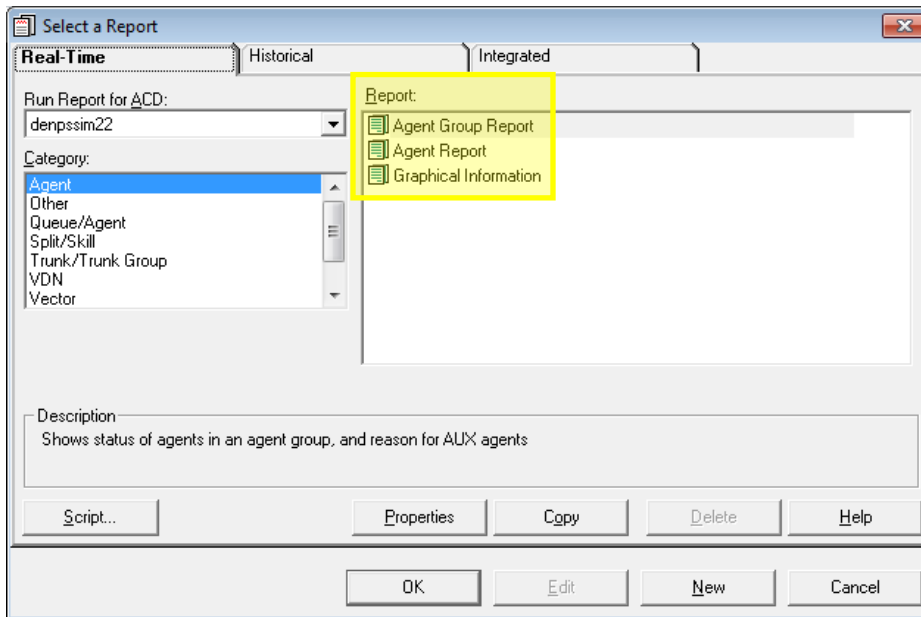 Select a Report
Real-Time
Historical
Integrated
Run Report for ACD:
denpssim22
Category:
Agent
Other
Queue/Agent
Split/Skill
Trunk/Trunk Group
VDN
Vector
Report:
Agent Group Report
Agent Report
Graphical Information
Description
Shows status of agents in an agent group, and reason for AUX agents
Script...
Properties
Copy
Delete
Help
OK
Edit
New
Cancel